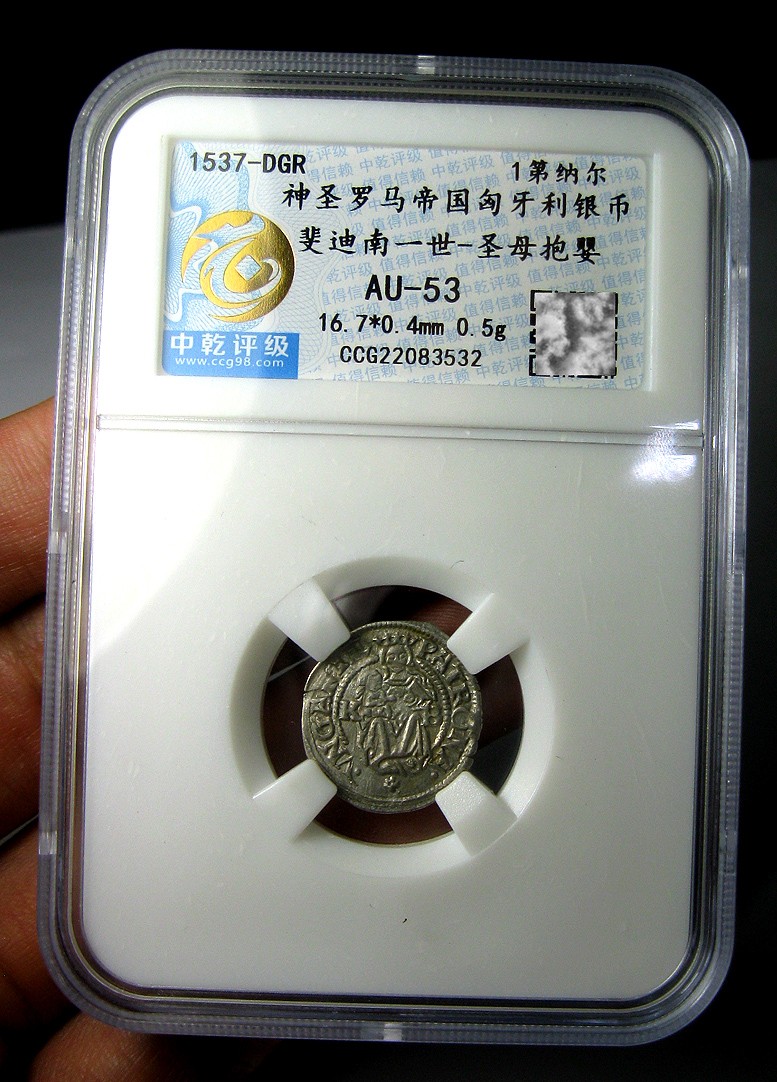 1537-DGR
1第纳尔
神圣罗马帝国匈牙利银币
斐迪南一世-圣母抱婴
AU-53
16.7*0.4mm 0.5g
CCG22083532
中乾评级
www.ccg98.com
PATRONA
VNGARIE